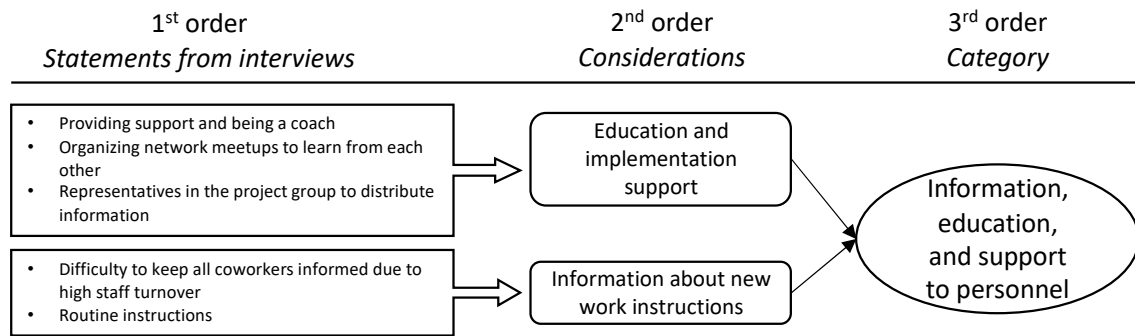 1st order
Statements from interviews
2nd order
Considerations
3rd order
Category
• Providing support and being a coach
• Organizing network meetups to learn from each
other
• Representatives in the project group to distribute
information
Education and
implementation
support
• Difficulty to keep all coworkers informed due to
high staff turnover
• Routine instructions
Information about new
work instructions
Information,
education,
and support
to personnel